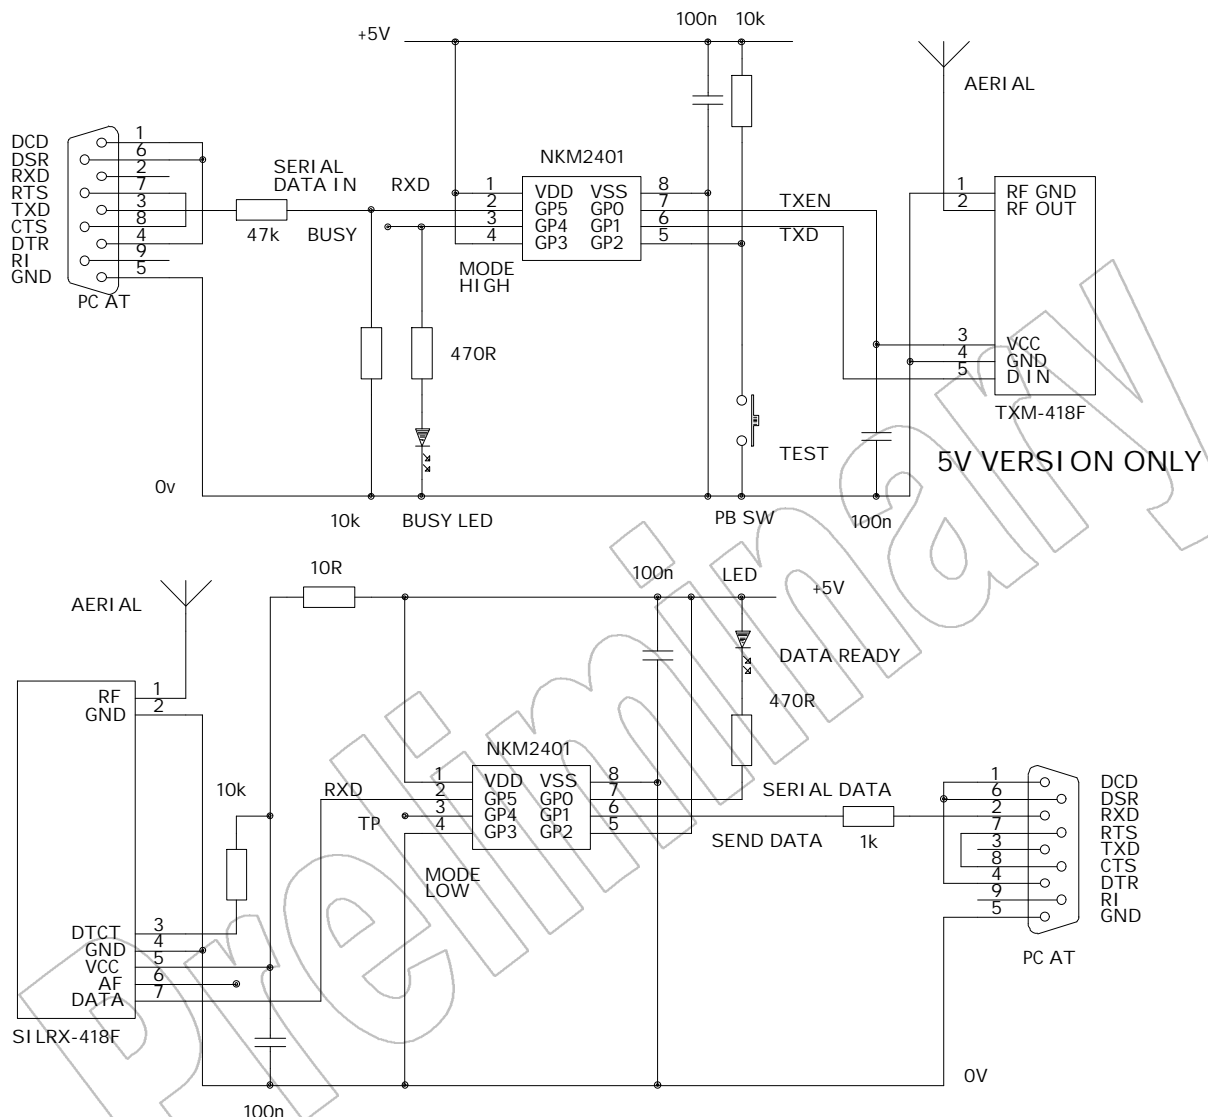 100n 10k
+5V
AERIAL
DCD 1
DSR 6
RXD 2
RTS 7
TXD 3
CTS 8
DTR 4
RI 9
GND 5
PC AT
SERIAL
DATA IN
47k
RXD
BUSY
NKM2401
1 VDD VSS 8
2 GP5 GP0 7
3 GP4 GP1 6
4 GP3 GP2 5
MODE
HIGH
TXEN
TXD
1 RF GND
2 RF OUT
3 VCC
4 GND
5 D IN
TXM-418F
470R
TEST
5V VERSION ONLY
0v
10k
BUSY LED
PB SW
100n
10R
100n
LED
+5V
AERIAL
DATA READY
470R
RF 1
GND 2
10k
RXD
TP
NKM2401
1 VDD VSS 8
2 GP5 GP0 7
3 GP4 GP1 6
4 GP3 GP2 5
MODE
LOW
SERIAL DATA
SEND DATA
1k
1 DCD
6 DSR
2 RXD
7 RTS
3 TXD
8 CTS
4 DTR
9 RI
5 GND
PC AT
DTCT 3
GND 4
VCC 5
AF 6
DATA 7
SILRX-418F
0V
100n
Preliminary